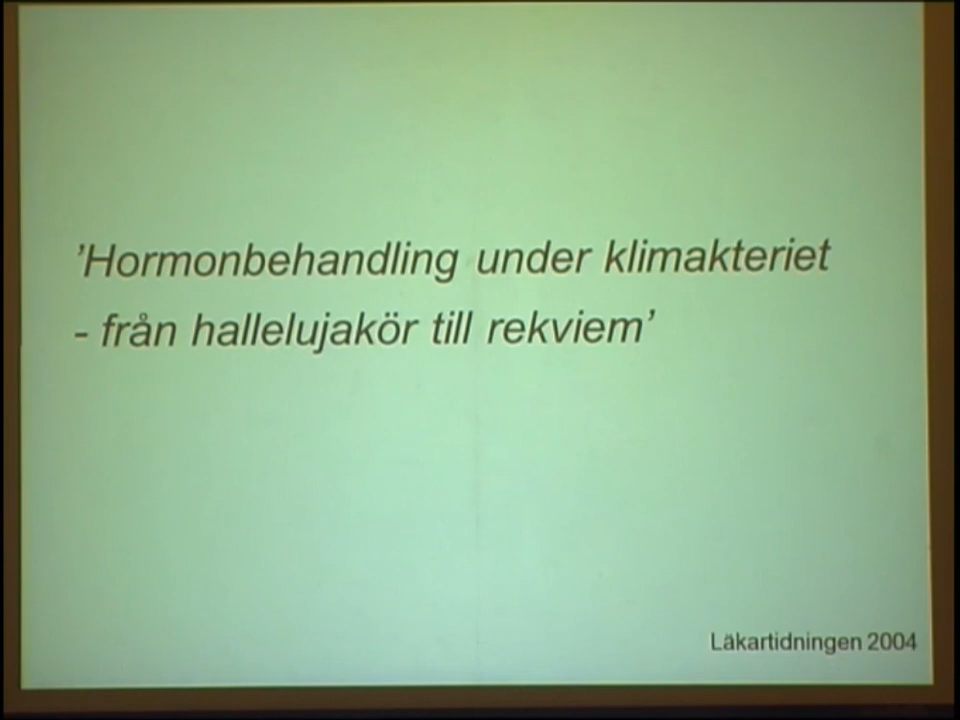 ’Hormonbehandling under klimakteriet
- från hallelujakör till rekviem’
Läkartidningen 2004